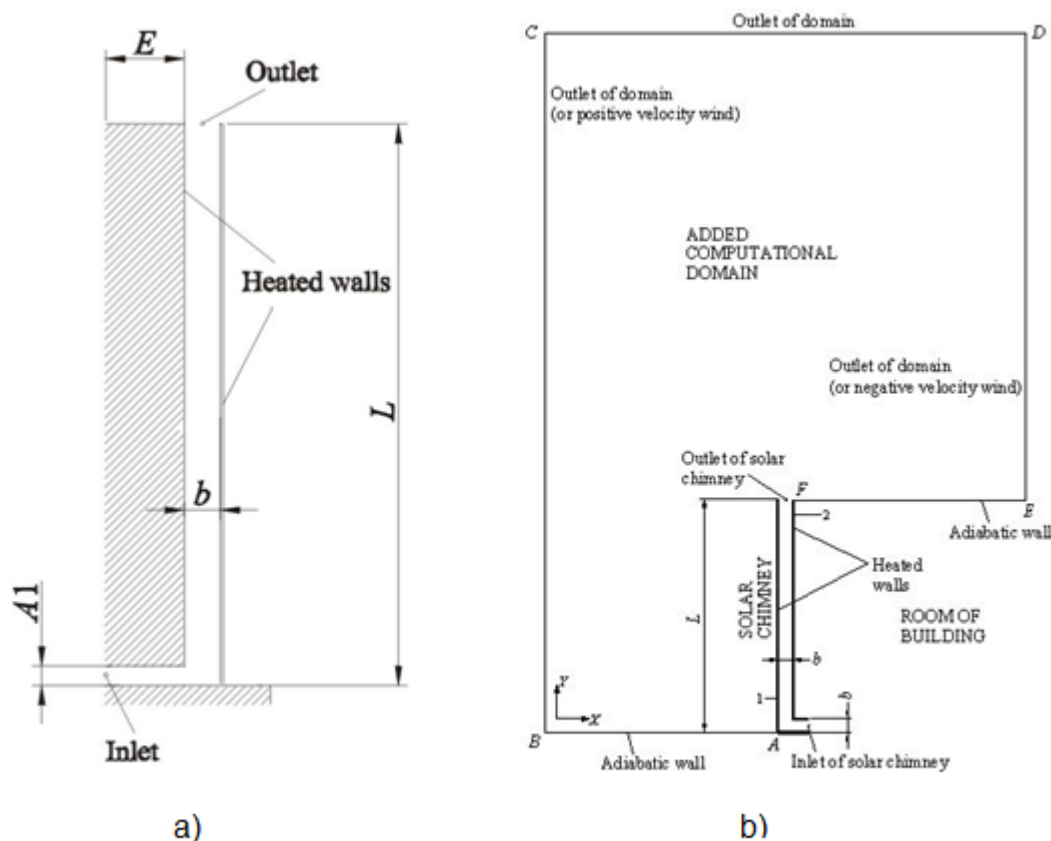 E
Outlet
Heated walls
L
b
A1
Inlet
a)
C
Outlet of domain
D
Outlet of domain
(or positive velocity wind)
ADDED
COMPUTATIONAL
DOMAIN
Outlet of domain
(or negative velocity wind)
Outlet of solar
chimney
F
E
2
Adiabatic wall
Heated
walls
SOLAR
CHIMNEY
L
ROOM OF
BUILDING
b
1
b
Y
X
B
A
Adiabatic wall
Inlet of solar chimney
b)